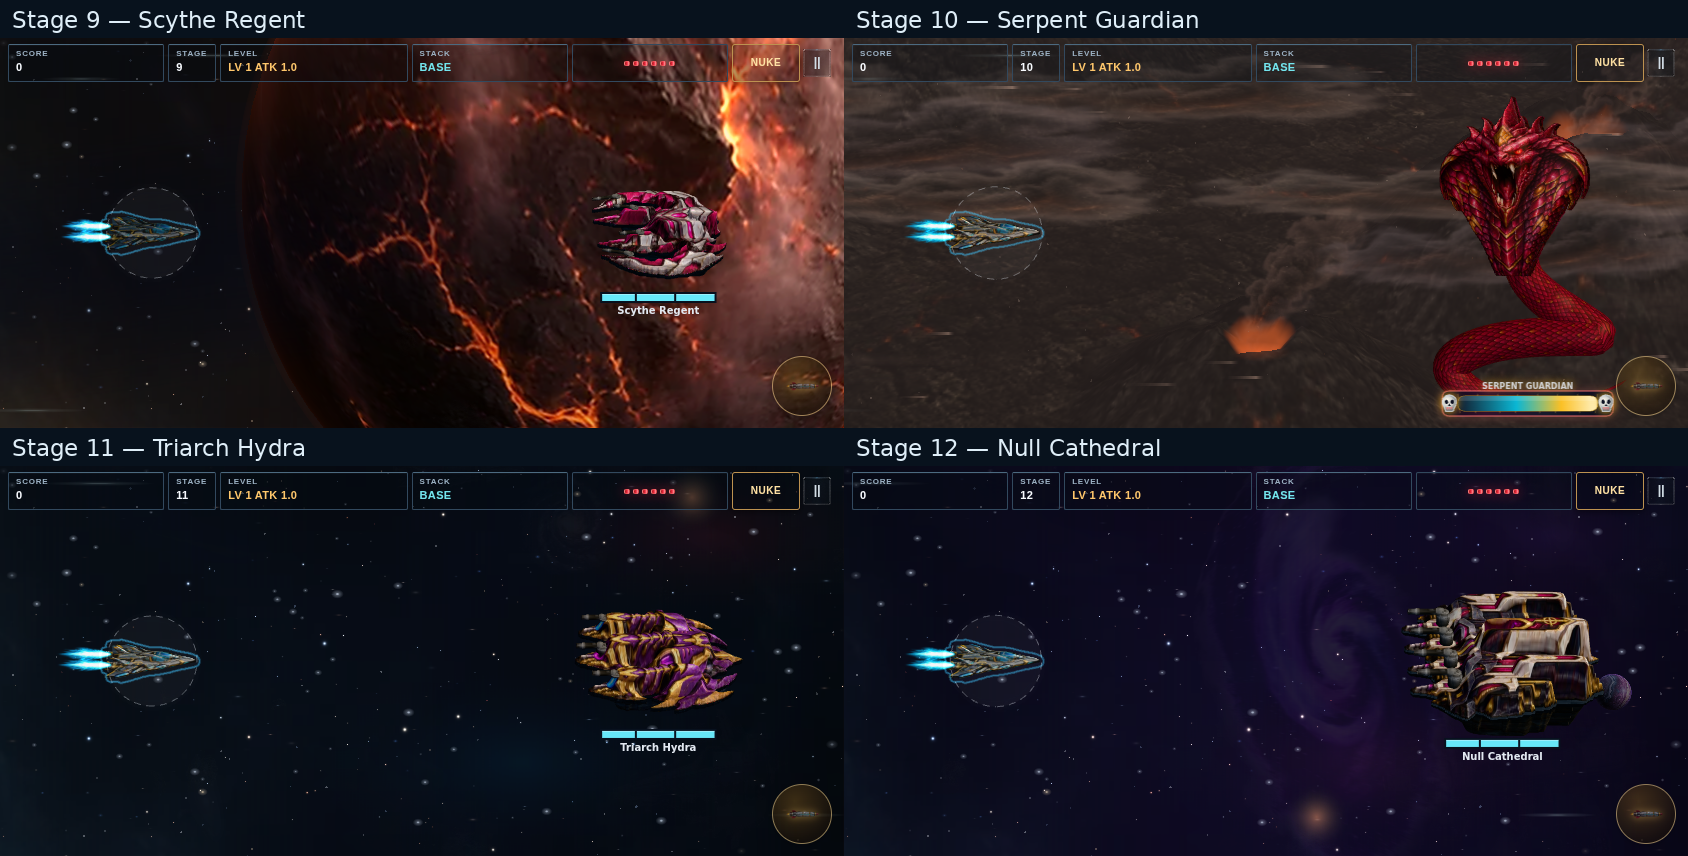 Stage 9 — Scythe Regent
SCORE
0
STAGE
9
LEVEL
LV 1 ATK 1.0
STACK
BASE
NUKE
Scythe Regent
Stage 10 — Serpent Guardian
SCORE
0
STAGE
10
LEVEL
LV 1 ATK 1.0
STACK
BASE
NUKE
SERPENT GUARDIAN
Stage 11 — Triarch Hydra
SCORE
0
STAGE
11
LEVEL
LV 1 ATK 1.0
STACK
BASE
NUKE
Triarch Hydra
Stage 12 — Null Cathedral
SCORE
0
STAGE
12
LEVEL
LV 1 ATK 1.0
STACK
BASE
NUKE
Null Cathedral